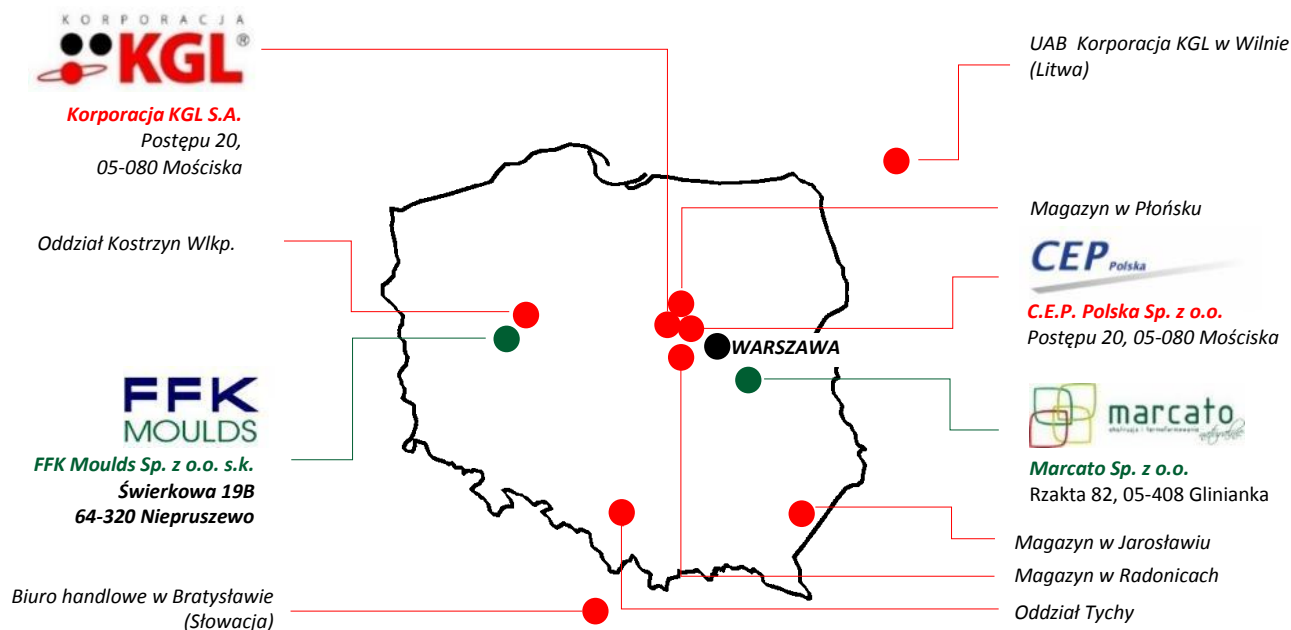 KORPORACJA
KGL®
Korporacja KGL S.A.
Postępu 20,
05-080 Mościska
Oddział Kostrzyn Wlkp.
FFK
MOULDS
FFK Moulds Sp. z o.o. s.k.
Świerkowa 19B
64-320 Niepruszewo
Biuro handlowe w Bratysławie
(Słowacja)
WARSZAWA
UAB Korporacja KGL w Wilnie
(Litwa)
Magazyn w Płońsku
CEP Polska
C.E.P. Polska Sp. z o.o.
Postępu 20, 05-080 Mościska
marcato
ekstruzja i termoformowanie
naturalnie
Marcato Sp. z o.o.
Rzakta 82, 05-408 Glinianka
Magazyn w Jarosławiu
Magazyn w Radonicach
Oddział Tychy